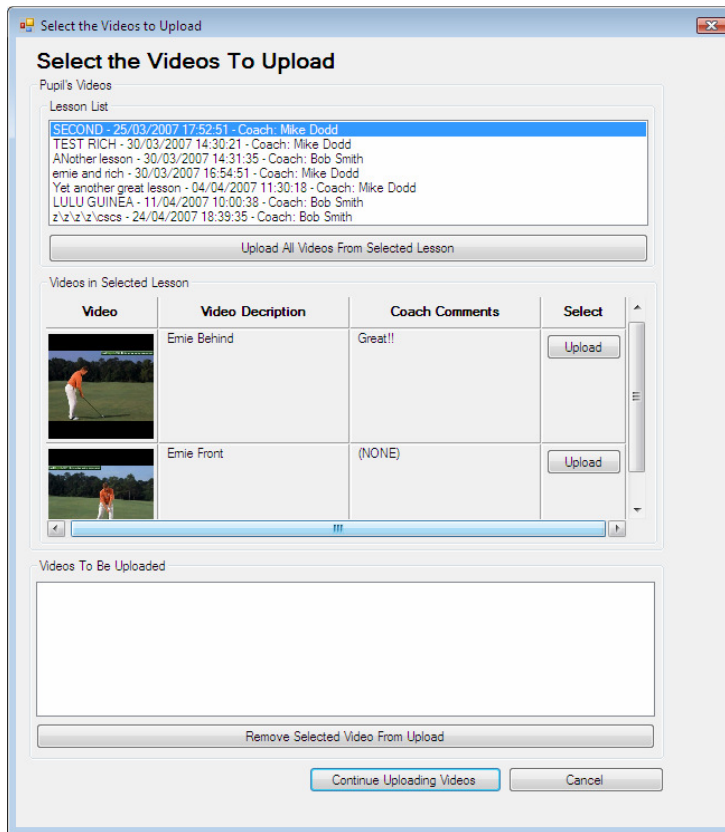 Select the Videos to Upload
Select the Videos To Upload
Pupil's Videos
Lesson List
SECOND - 25/03/2007 17:52:51 - Coach: Mike Dodd
TEST RICH - 30/03/2007 14:30:21 - Coach: Mike Dodd
ANother lesson - 30/03/2007 14:31:35 - Coach: Bob Smith
ernie and rich - 30/03/2007 16:54:51 - Coach: Mike Dodd
Yet another great lesson - 04/04/2007 11:30:18 - Coach: Mike Dodd
LULU GUINEA - 11/04/2007 10:00:38 - Coach: Bob Smith
z\z\z\z\cscs - 24/04/2007 18:39:35 - Coach: Bob Smith
Upload All Videos From Selected Lesson
Videos in Selected Lesson
Video Video Decription Coach Comments Select
Ernie Behind Great!! Upload
Ernie Front (NONE) Upload
Videos To Be Uploaded
Remove Selected Video From Upload
Continue Uploading Videos Cancel